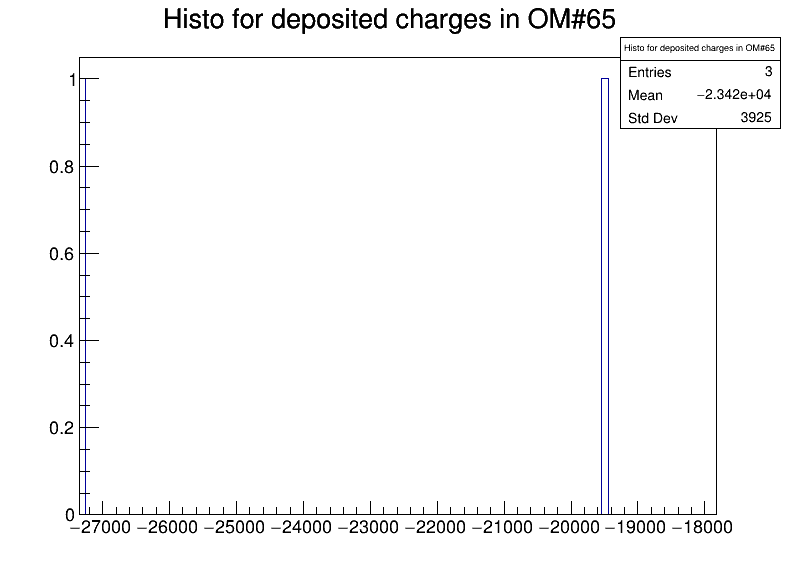 Histo for deposited charges in OM#65
Histo for deposited charges in OM#65
Entries 3
Mean −2.342e+04
Std Dev 3925
1
0.8
0.6
0.4
0.2
0
−27000 −26000 −25000 −24000 −23000 −22000 −21000 −20000 −19000 −18000